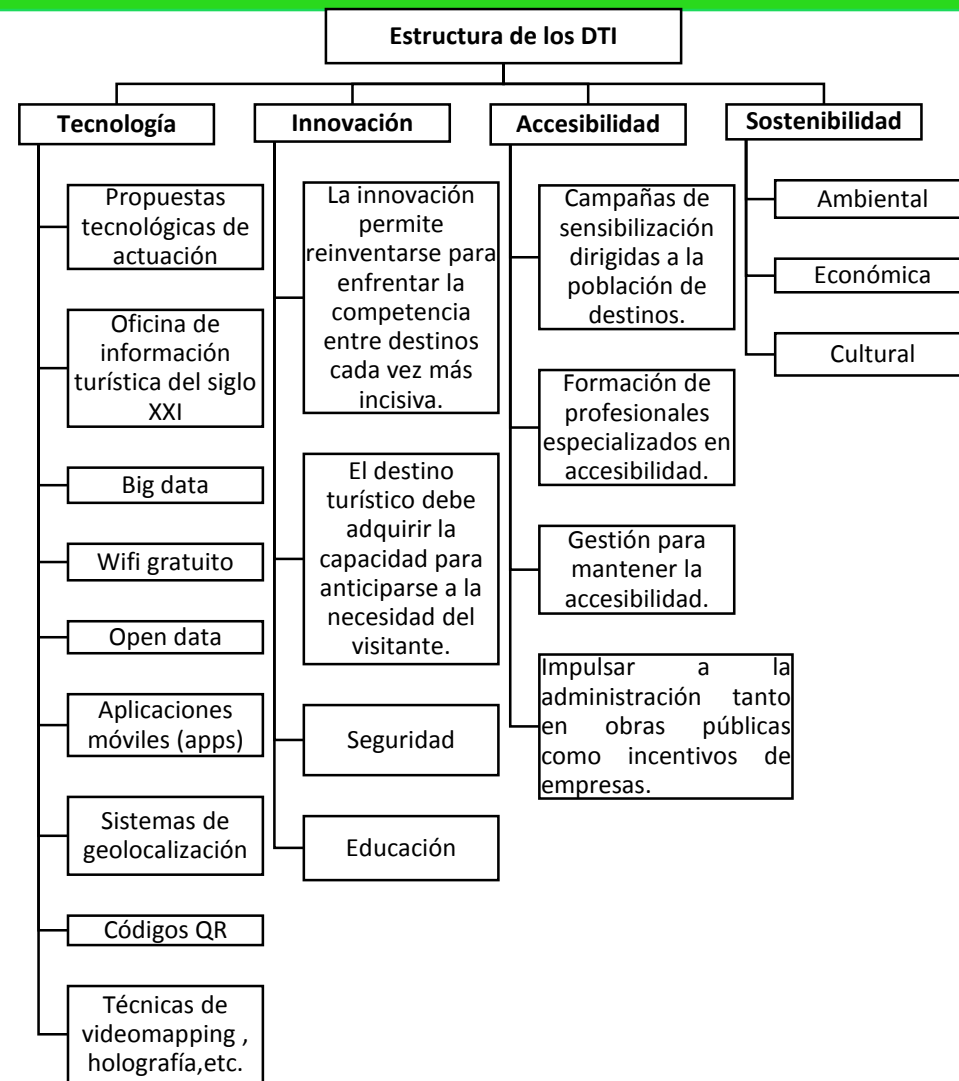 Estructura de los DTI
Tecnología
Propuestas
tecnológicas de
actuación
Oficina de
información
turística del siglo
XXI
Big data
Wifi gratuito
Open data
Aplicaciones
móviles (apps)
Sistemas de
geolocalización
Códigos QR
Técnicas de
videomapping ,
holografía,etc.
Innovación
La innovación
permite
reinventarse para
enfrentar la
competencia
entre destinos
cada vez más
incisiva.
El destino
turístico debe
adquirir la
capacidad para
anticiparse a la
necesidad del
visitante.
Seguridad
Educación
Accesibilidad
Campañas de
sensibilización
dirigidas a la
población de
destinos.
Formación de
profesionales
especializados en
accesibilidad.
Gestión para
mantener la
accesibilidad.
Impulsar a la
administración tanto
en obras públicas
como incentivos de
empresas.
Sostenibilidad
Ambiental
Económica
Cultural